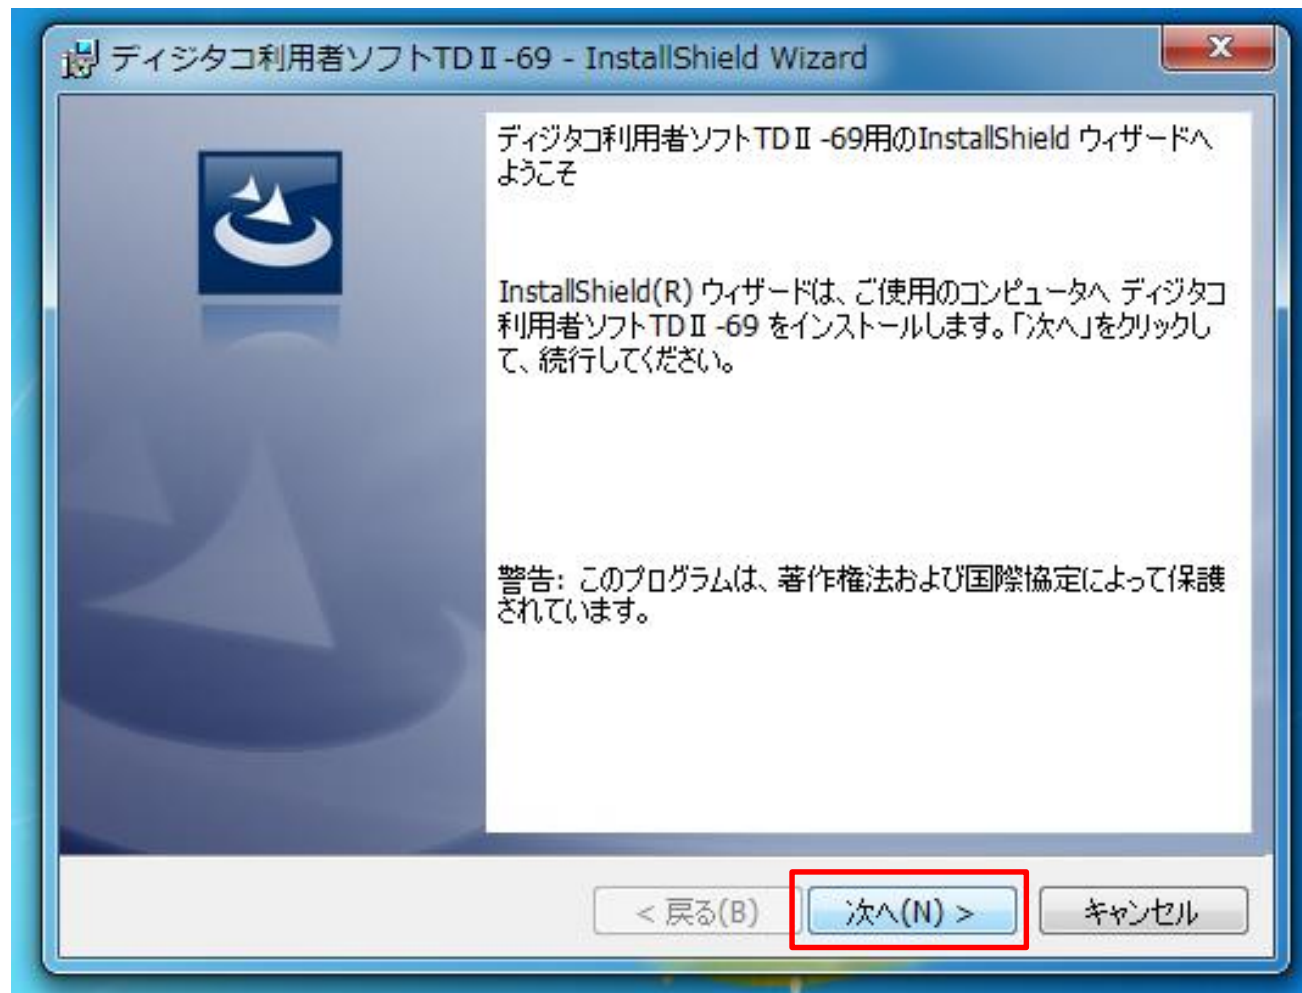 ディジタコ利用者ソフトTDⅡ-69 - InstallShield Wizard
ディジタコ利用者ソフトTDⅡ-69用のInstallShield ウィザードへ
ようこそ
InstallShield(R) ウィザードは、ご使用のコンピュータへ ディジタコ
利用者ソフトTDⅡ-69 をインストールします。「次へ」をクリックし
て、続行してください。
警告: このプログラムは、著作権法および国際協定によって保護
されています。
< 戻る(B)
次へ(N) >
キャンセル